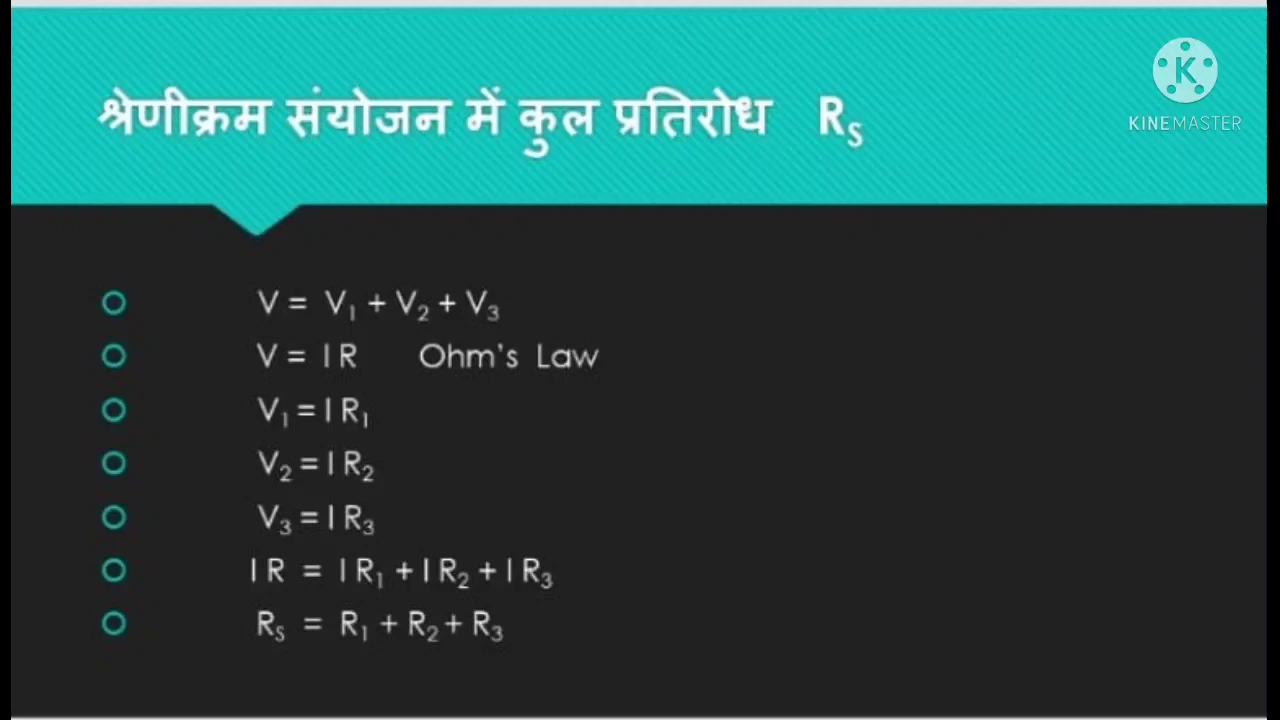 श्रेणीक्रम संयोजन में कुल प्रतिरोध R_S
KINEMASTER
V = V₁ + V₂ + V₃
V = I R Ohm's Law
V₁ = I R₁
V₂ = I R₂
V₃ = I R₃
I R = I R₁ + I R₂ + I R₃
R_S = R₁ + R₂ + R₃